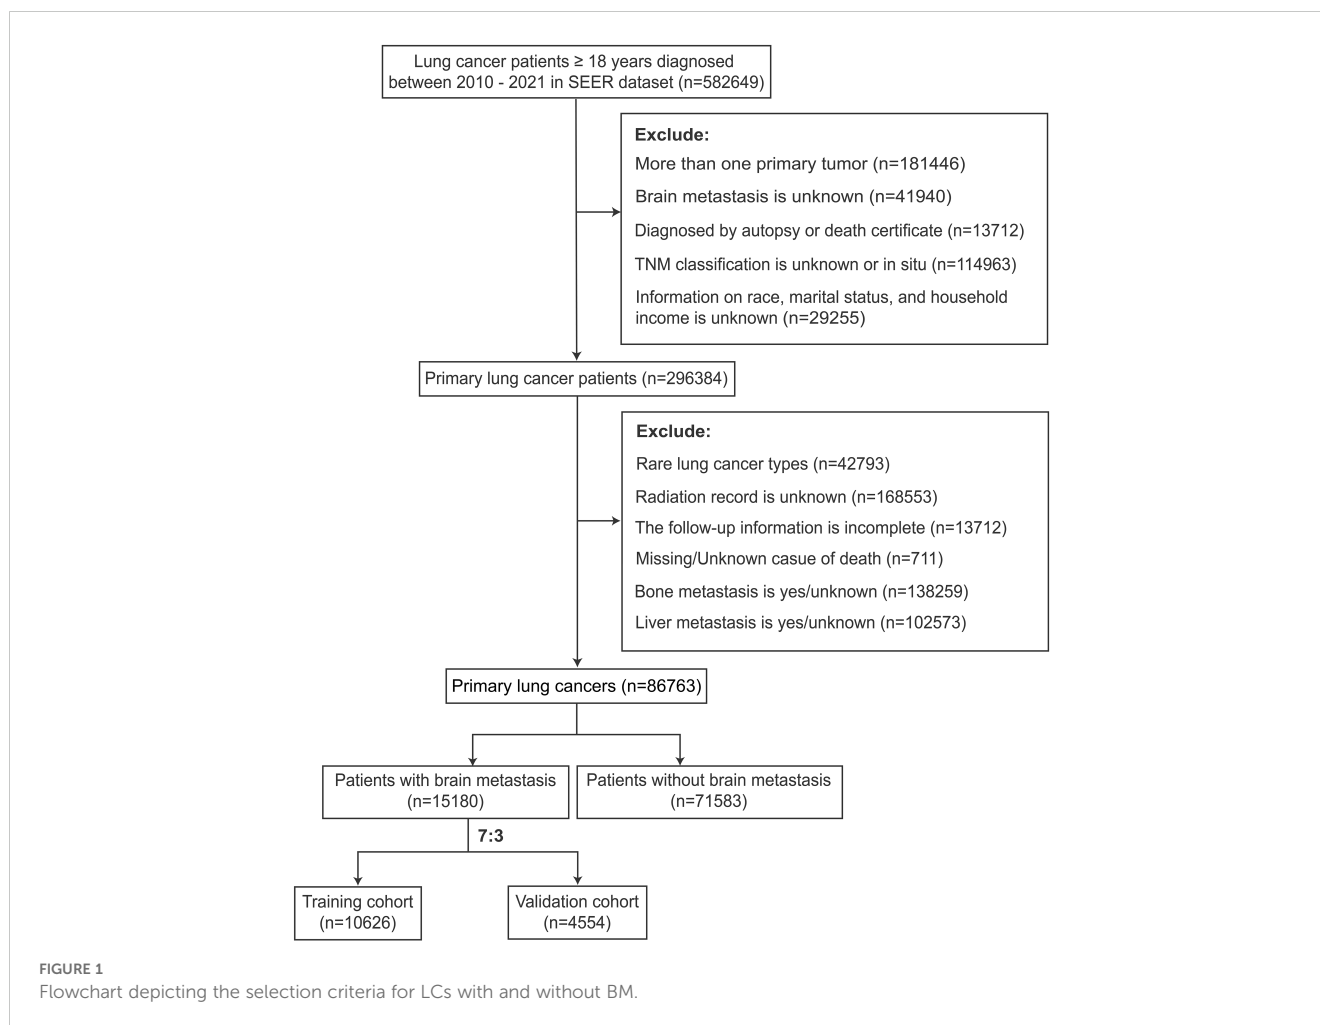 Lung cancer patients ≥ 18 years diagnosed
between 2010 - 2021 in SEER dataset (n=582649)
Exclude:
More than one primary tumor (n=181446)
Brain metastasis is unknown (n=41940)
Diagnosed by autopsy or death certificate (n=13712)
TNM classification is unknown or in situ (n=114963)
Information on race, marital status, and household
income is unknown (n=29255)
Primary lung cancer patients (n=296384)
Exclude:
Rare lung cancer types (n=42793)
Radiation record is unknown (n=168553)
The follow-up information is incomplete (n=13712)
Missing/Unknown casue of death (n=711)
Bone metastasis is yes/unknown (n=138259)
Liver metastasis is yes/unknown (n=102573)
Primary lung cancers (n=86763)
Patients with brain metastasis
(n=15180)
Patients without brain metastasis
(n=71583)
7:3
Training cohort
(n=10626)
Validation cohort
(n=4554)
FIGURE 1
Flowchart depicting the selection criteria for LCs with and without BM.